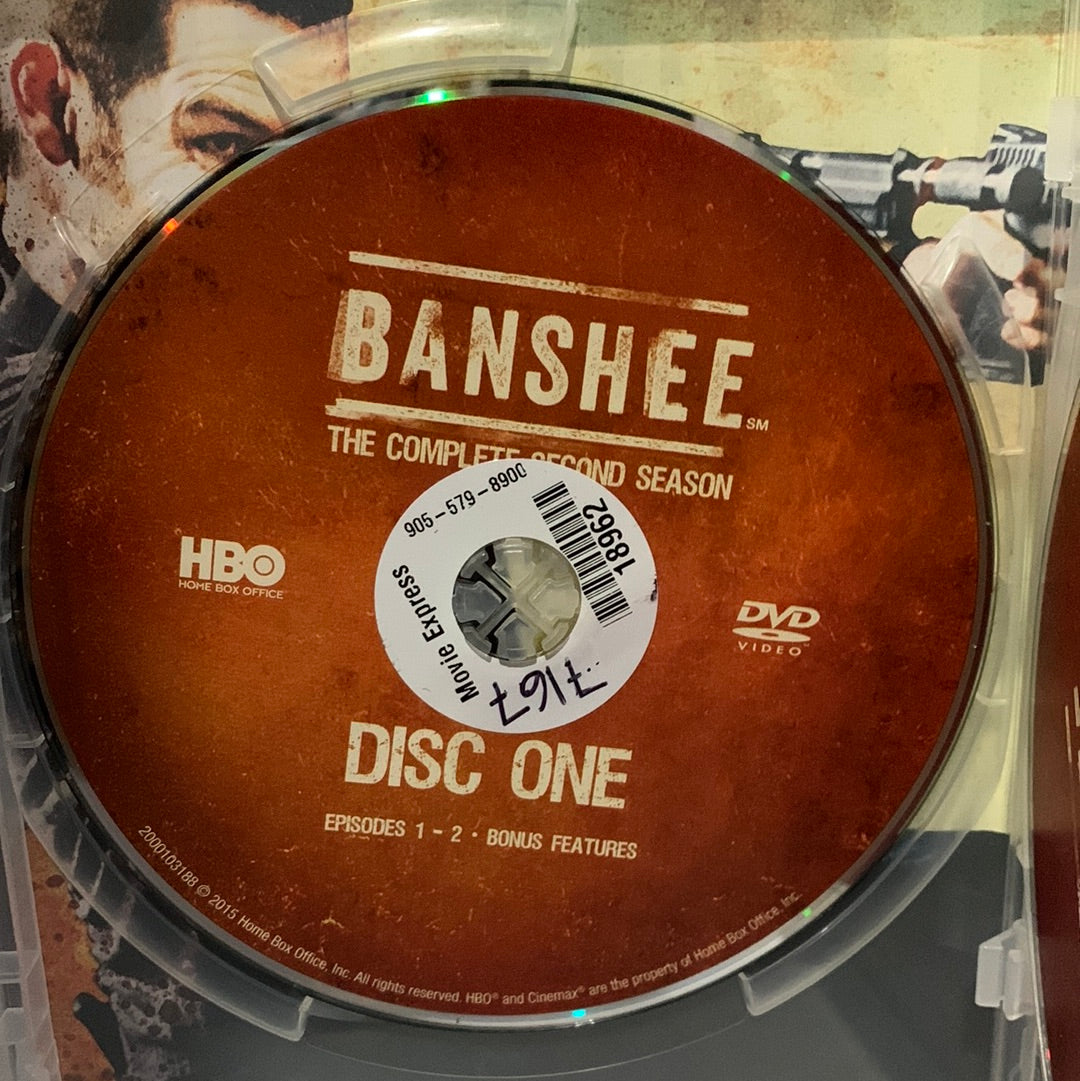 BANSHEE SM
THE COMPLETE SECOND SEASON
905-579-8900
18962
Movie Express
7167
HBO
HOME BOX OFFICE
DVD
VIDEO
DISC ONE
EPISODES 1 - 2 · BONUS FEATURES
2000103188 © 2015 Home Box Office, Inc. All rights reserved. HBO® and Cinemax® are the property of Home Box Office, Inc.